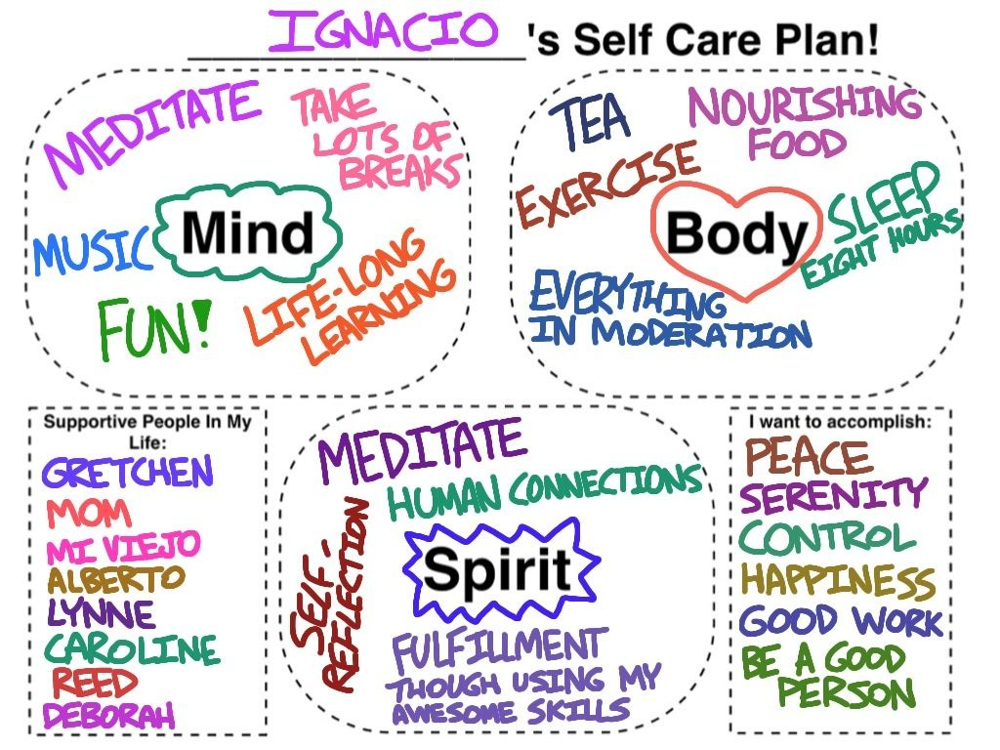 IGNACIO's Self Care Plan!
MEDITATE
TAKE
LOTS OF
BREAKS
MUSIC
Mind
FUN!
LIFE-LONG
LEARNING
TEA
NOURISHING
FOOD
EXERCISE
Body
SLEEP
EIGHT HOURS
EVERYTHING
IN MODERATION
Supportive People In My
Life:
GRETCHEN
MOM
MI VIEJO
ALBERTO
LYNNE
CAROLINE
REED
DEBORAH
MEDITATE
HUMAN CONNECTIONS
SELF-
REFLECTION
Spirit
FULFILLMENT
THOUGH USING MY
AWESOME SKILLS
I want to accomplish:
PEACE
SERENITY
CONTROL
HAPPINESS
GOOD WORK
BE A GOOD
PERSON